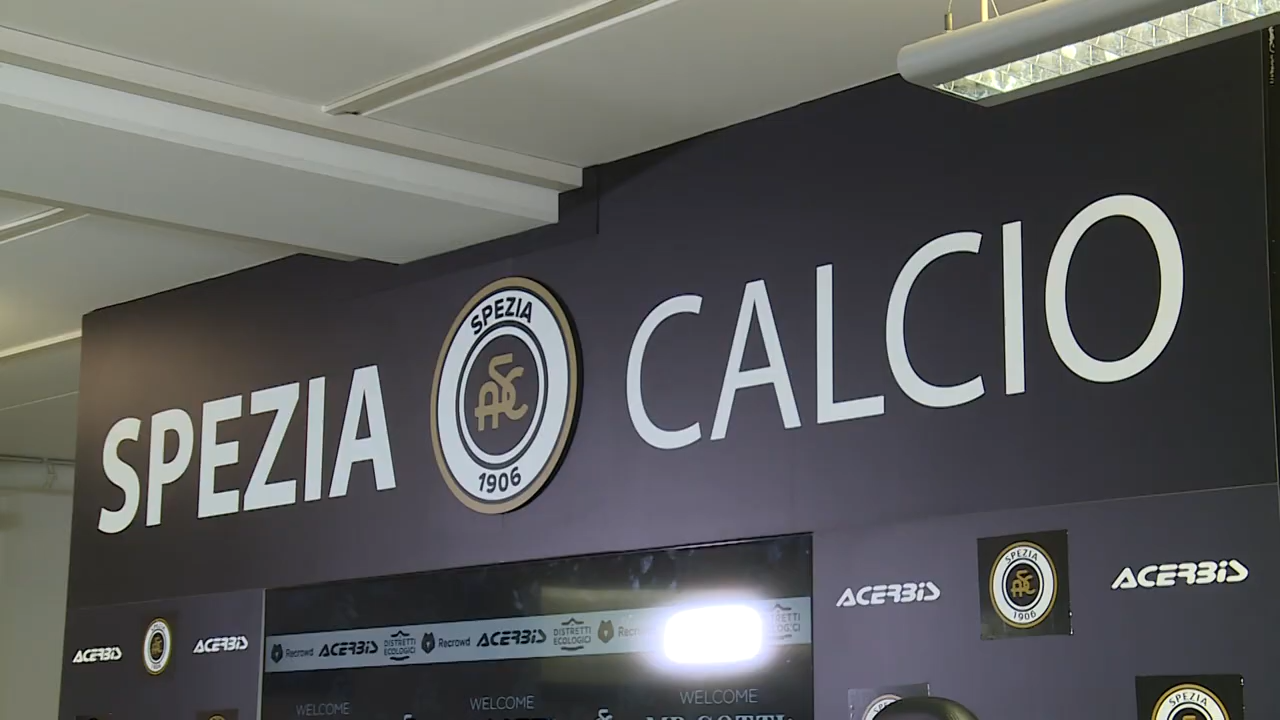 SPEZIA CALCIO
SPEZIA
1906
ACERBIS
SPEZIA
1906
ACERBIS
ACERBIS
ACERBIS
Recrowd ACERBIS DISTRETTI ECOLOGICI Recrowd ACERBIS DISTRETTI ECOLOGICI
WELCOME WELCOME WELCOME
SPEZIA